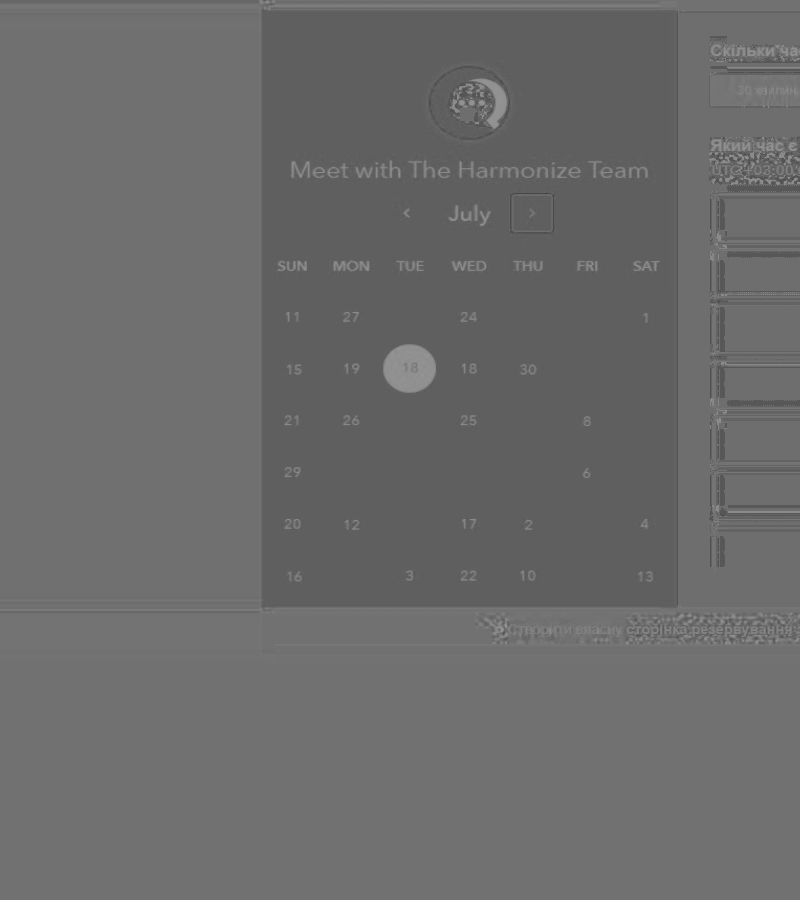 Скільки ча
30 хвилин
Meet with The Harmonize Team
Який час є
UTC +03:00
July
SUN MON TUE WED THU FRI SAT
11 27 24 1
15 19 18 18 30
21 26 25 8
29 6
20 12 17 2 4
16 3 22 10 13
Створити власну сторінка резервування